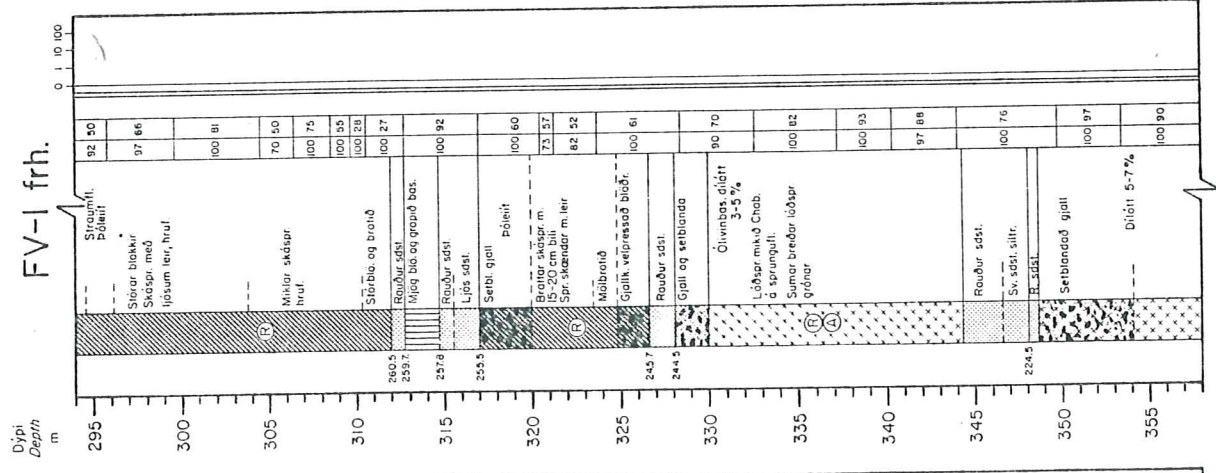 FV-1 frh.
Dýpi
Depth
m
295
300
305
310
315
320
325
330
335
340
345
350
355
260.5
259.7
257.8
255.5
245.7
244.5
224.5
R
R
R
A
Straumfl.
Þóleiít
Stórar blokkir
Skáspr. með
ljósum leir, hruf.
Miklar skáspr.
hruf.
Stórbló. og brotið
Rauður sdst.
Mjög bló. og grapið bas.
Rauður sdst.
Ljós sdst.
Setbl. gjall
Þóleiít
Brattar skáspr. m.
15-20 cm bili
Spr. skændar m. leir
Mölbrotið
Gjallk. velpressað blöðr.
Rauður sdst.
Gjall og setblanda
Ólivinbas. dílótt
3-5 %
Lóðspr. mikið Chab.
á sprungufl.
Sumar breiðar lóðspr
grónar
Rauður sdst.
Sv. sdst. siltr.
R. sdst.
Setblandað gjall
Dílótt 5-7 %
92 50
97 66
100 81
70 50
100 75
100 55
100 28
100 27
100 92
100 60
73 57
82 52
100 61
90 70
100 82
100 93
97 88
100 76
100 97
100 90
0 1 10 100